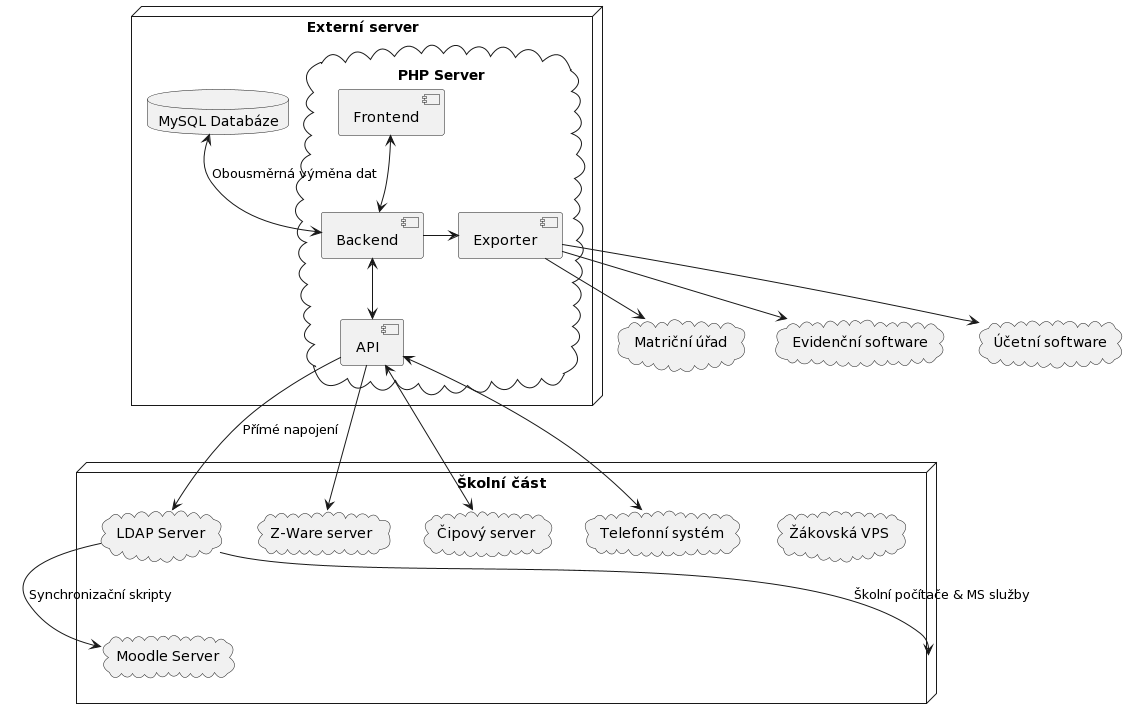 Externí server
PHP Server
MySQL Databáze
Frontend
Obousměrná výměna dat
Backend
Exporter
API
Matriční úřad
Evidenční software
Účetní software
Přímé napojení
Školní část
LDAP Server
Z-Ware server
Čipový server
Telefonní systém
Žákovská VPS
Synchronizační skripty
Školní počítače & MS služby
Moodle Server